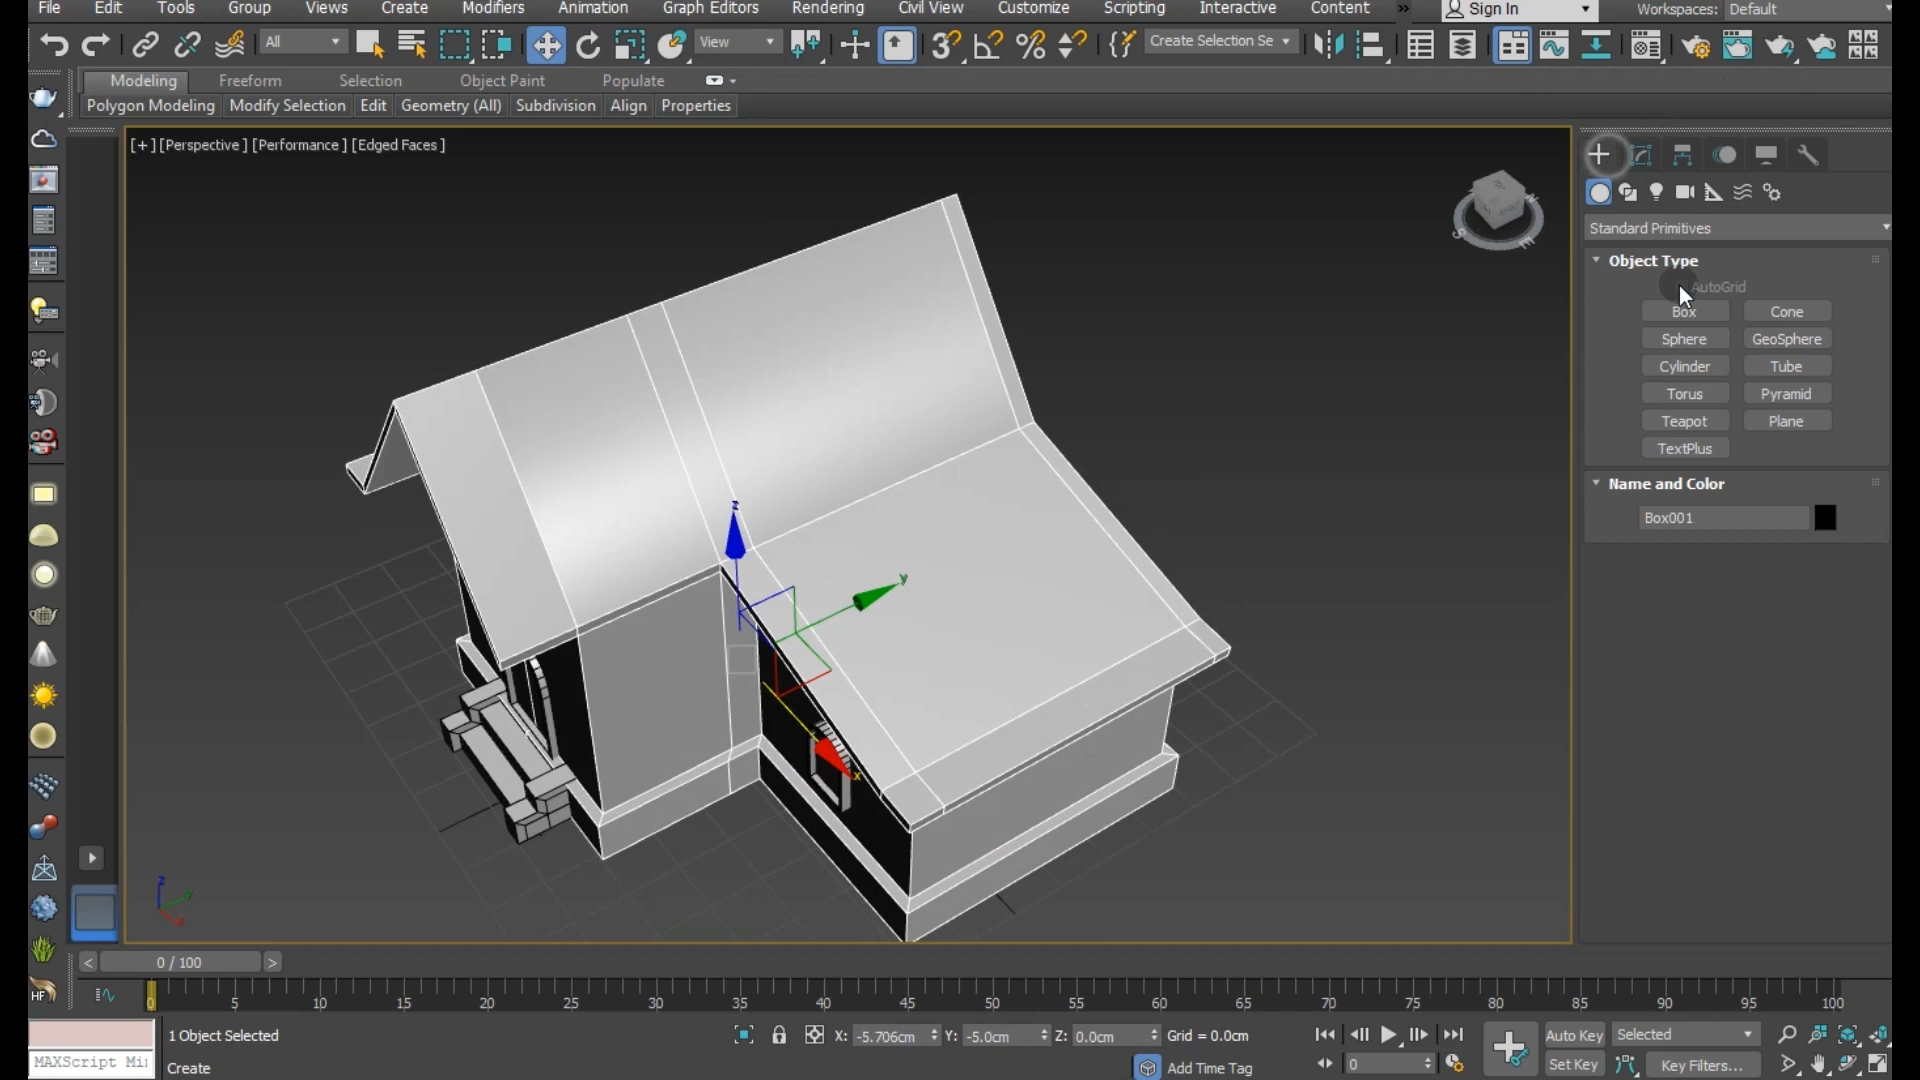 File Edit Tools Group Views Create Modifiers Animation Graph Editors Rendering Civil View Customize Scripting Interactive Content » Sign In Workspaces: Default
All View Create Selection Se
Modeling Freeform Selection Object Paint Populate
Polygon Modeling Modify Selection Edit Geometry (All) Subdivision Align Properties
[+] [Perspective] [Performance] [Edged Faces]
Standard Primitives
Object Type
AutoGrid
Box Cone
Sphere GeoSphere
Cylinder Tube
Torus Pyramid
Teapot Plane
TextPlus
Name and Color
Box001
z
y
x
z
S
E
HF
< 0 / 100 >
0 5 10 15 20 25 30 35 40 45 50 55 60 65 70 75 80 85 90 95 100
1 Object Selected X: -5.706cm Y: -5.0cm Z: 0.0cm Grid = 0.0cm Auto Key Selected
MAXScript Mi Create Add Time Tag 0 Set Key Key Filters...